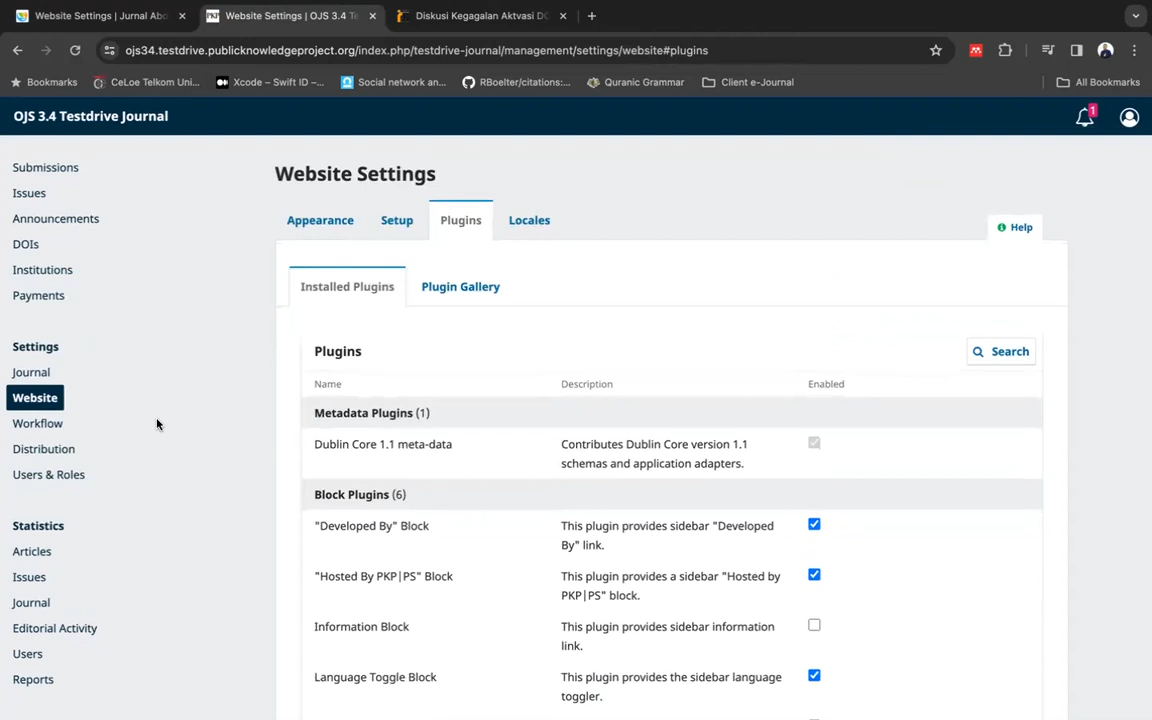 Website Settings | Jurnal Abd
Website Settings | OJS 3.4 Te
Diskusi Kegagalan Aktvasi DO
ojs34.testdrive.publicknowledgeproject.org/index.php/testdrive-journal/management/settings/website#plugins
Bookmarks
CeLoe Telkom Uni...
Xcode – Swift ID –...
Social network an...
RBoelter/citations:...
Quranic Grammar
Client e-Journal
All Bookmarks
OJS 3.4 Testdrive Journal
1
Submissions
Issues
Announcements
DOIs
Institutions
Payments
Settings
Journal
Website
Workflow
Distribution
Users & Roles
Statistics
Articles
Issues
Journal
Editorial Activity
Users
Reports
Website Settings
Appearance
Setup
Plugins
Locales
Help
Installed Plugins
Plugin Gallery
Plugins
Search
Name
Description
Enabled
Metadata Plugins (1)
Dublin Core 1.1 meta-data
Contributes Dublin Core version 1.1
schemas and application adapters.
Block Plugins (6)
"Developed By" Block
This plugin provides sidebar "Developed
By" link.
"Hosted By PKP|PS" Block
This plugin provides a sidebar "Hosted by
PKP|PS" block.
Information Block
This plugin provides sidebar information
link.
Language Toggle Block
This plugin provides the sidebar language
toggler.